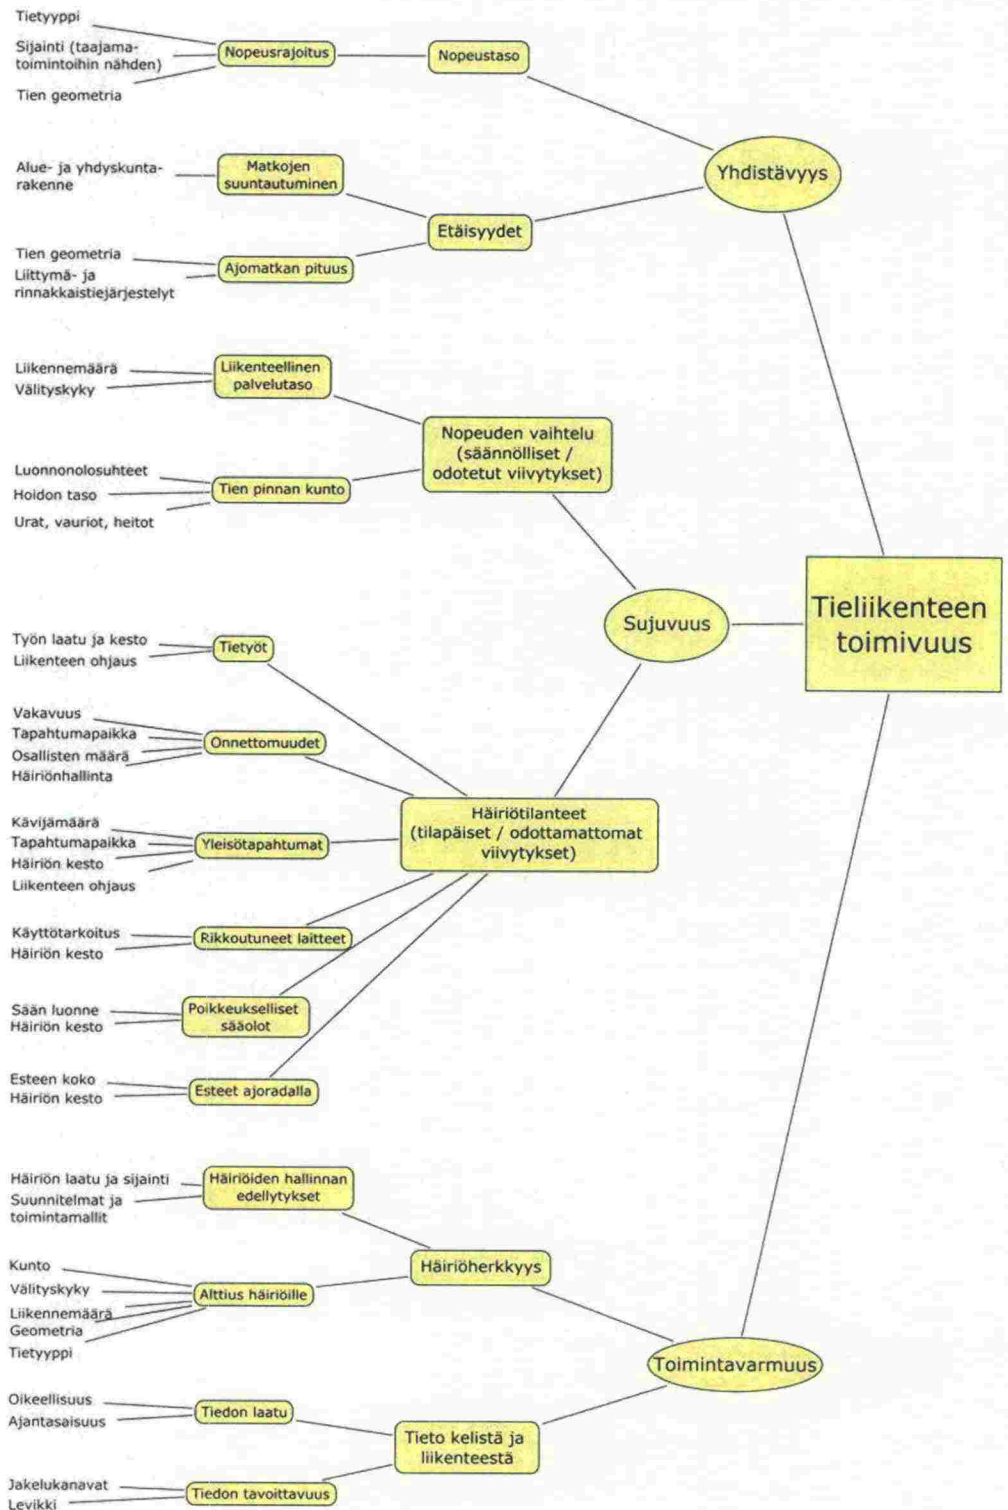 Tietyyppi
Sijainti (taajama-
toimintoihin nähden)
Tien geometria
Nopeusrajoitus
Nopeustaso
Alue- ja yhdyskunta-
rakenne
Matkojen
suuntautuminen
Tien geometria
Liittymä- ja
rinnakkaistiejärjestelyt
Ajomatkan pituus
Etäisyydet
Yhdistävyys
Liikennemäärä
Välityskyky
Liikenteellinen
palvelutaso
Luonnonolosuhteet
Hoidon taso
Urat, vauriot, heitot
Tien pinnan kunto
Nopeuden vaihtelu
(säännölliset /
odotetut viivytykset)
Sujuvuus
Tieliikenteen
toimivuus
Työn laatu ja kesto
Liikenteen ohjaus
Tietyöt
Vakavuus
Tapahtumapaikka
Osallisten määrä
Häiriönhallinta
Onnettomuudet
Kävijämäärä
Tapahtumapaikka
Häiriön kesto
Liikenteen ohjaus
Yleisötapahtumat
Häiriötilanteet
(tilapäiset / odottamattomat
viivytykset)
Käyttötarkoitus
Häiriön kesto
Rikkoutuneet laitteet
Sään luonne
Häiriön kesto
Poikkeukselliset
sääolot
Esteen koko
Häiriön kesto
Esteet ajoradalla
Häiriön laatu ja sijainti
Suunnitelmat ja
toimintamallit
Häiriöiden hallinnan
edellytykset
Kunto
Välityskyky
Liikennemäärä
Geometria
Tietyyppi
Alttius häiriöille
Häiriöherkkyys
Toimintavarmuus
Oikeellisuus
Ajantasaisuus
Tiedon laatu
Tieto kelistä ja
liikenteestä
Jakelukanavat
Levikki
Tiedon tavoittavuus